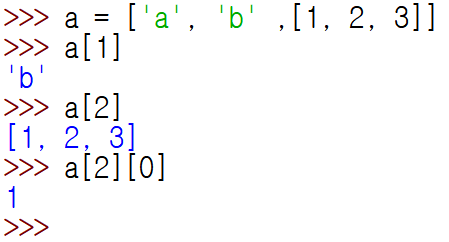 >>> a = ['a', 'b' ,[1, 2, 3]]
>>> a[1]
'b'
>>> a[2]
[1, 2, 3]
>>> a[2][0]
1
>>>